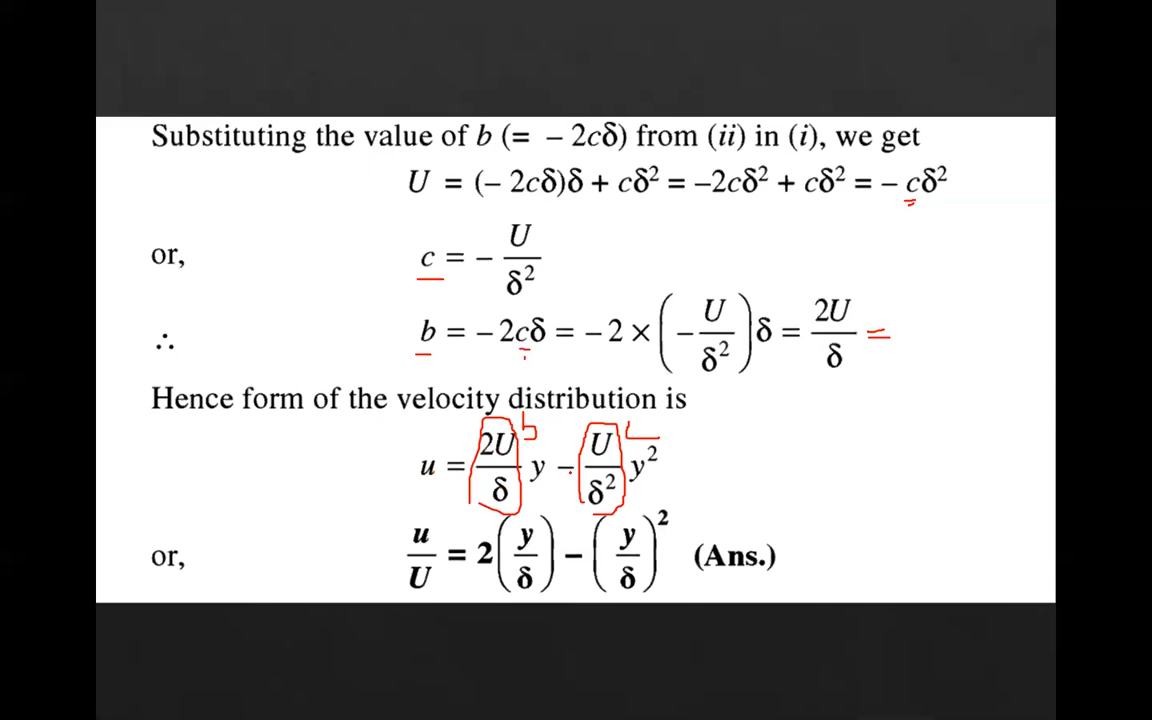 Substituting the value of b (= – 2cδ) from (ii) in (i), we get
U = (– 2cδ)δ + cδ² = –2cδ² + cδ² = – cδ²
or, c = – U/δ²
∴ b = – 2cδ = – 2 × (– U/δ²) δ = 2U/δ =
Hence form of the velocity distribution is
b
u = 2U/δ y – U/δ² y²
or, u/U = 2(y/δ) – (y/δ)² (Ans.)